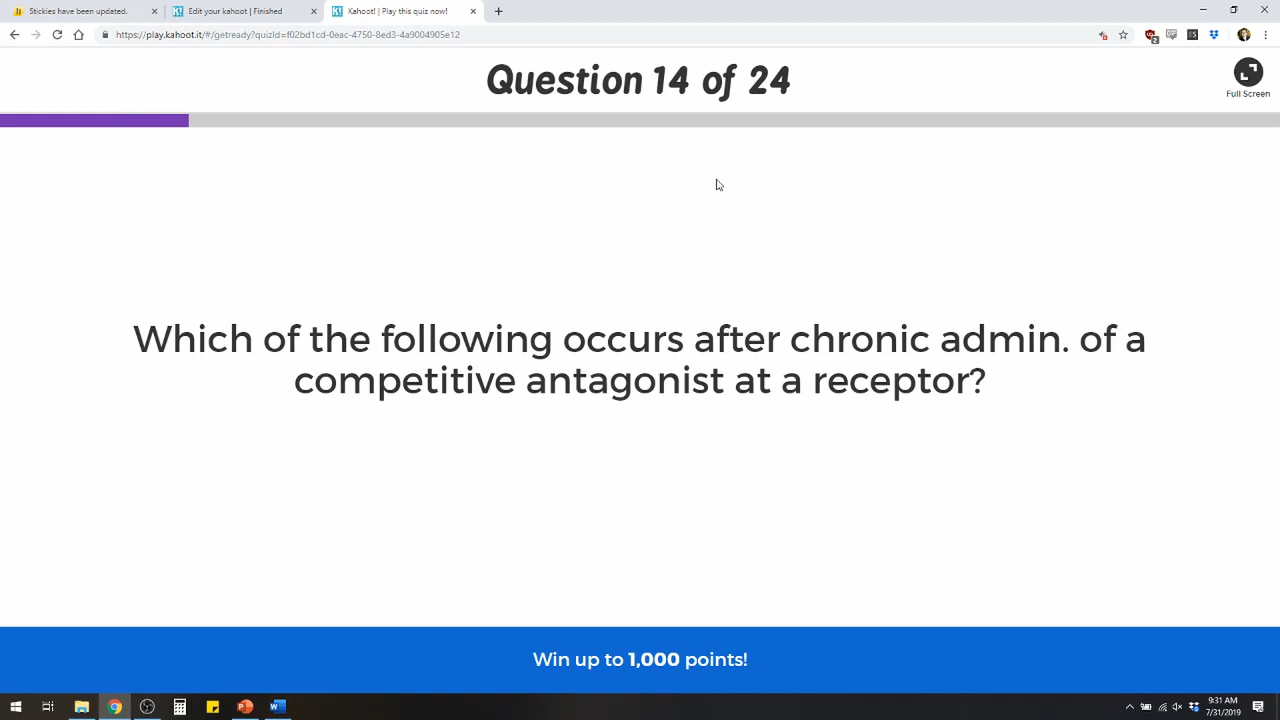 Stickies have been updated.
Edit your kahoot | Finished
Kahoot! | Play this quiz now!
https://play.kahoot.it/#/getready?quizId=f02bd1cd-0eac-4750-8ed3-4a9004905e12
Question 14 of 24
Full Screen
Which of the following occurs after chronic admin. of a
competitive antagonist at a receptor?
Win up to 1,000 points!
9:31 AM
7/31/2019